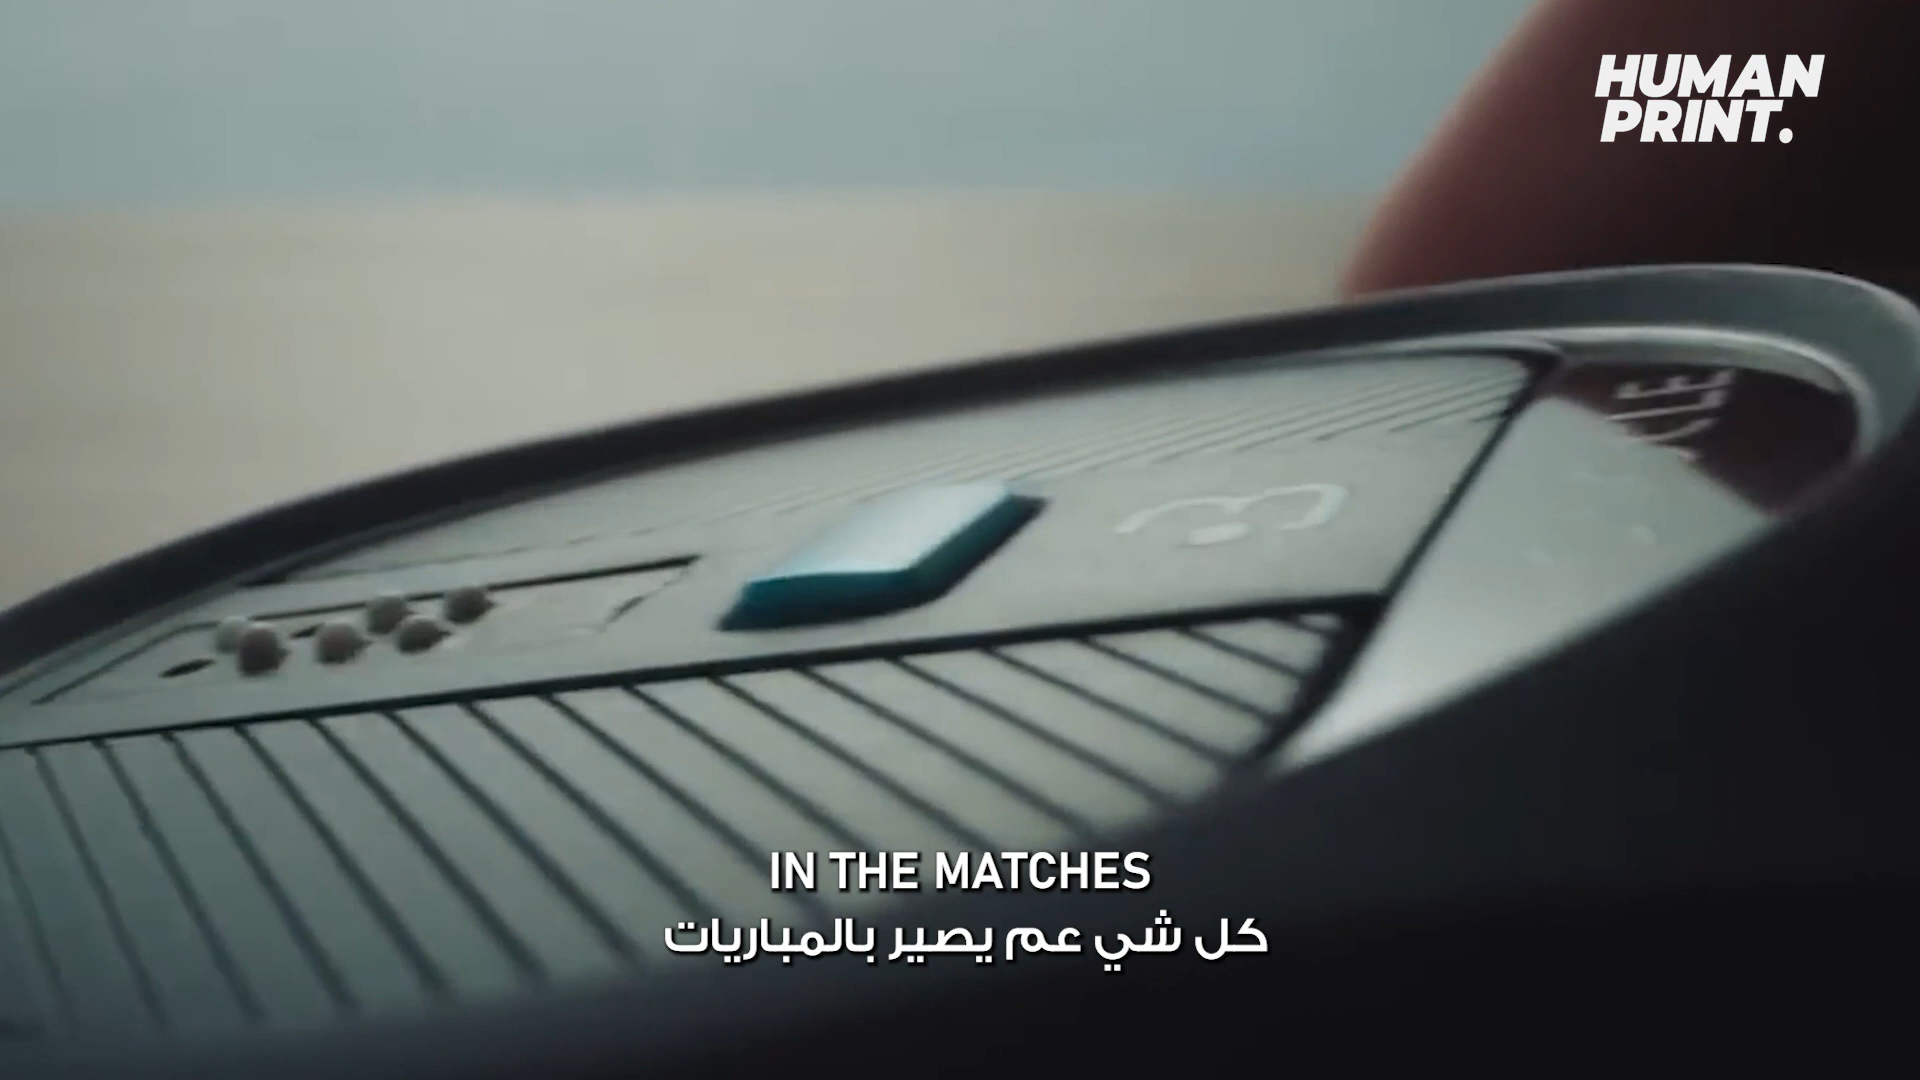 HUMAN
PRINT.
IN THE MATCHES
كل شي عم يصير بالمباريات